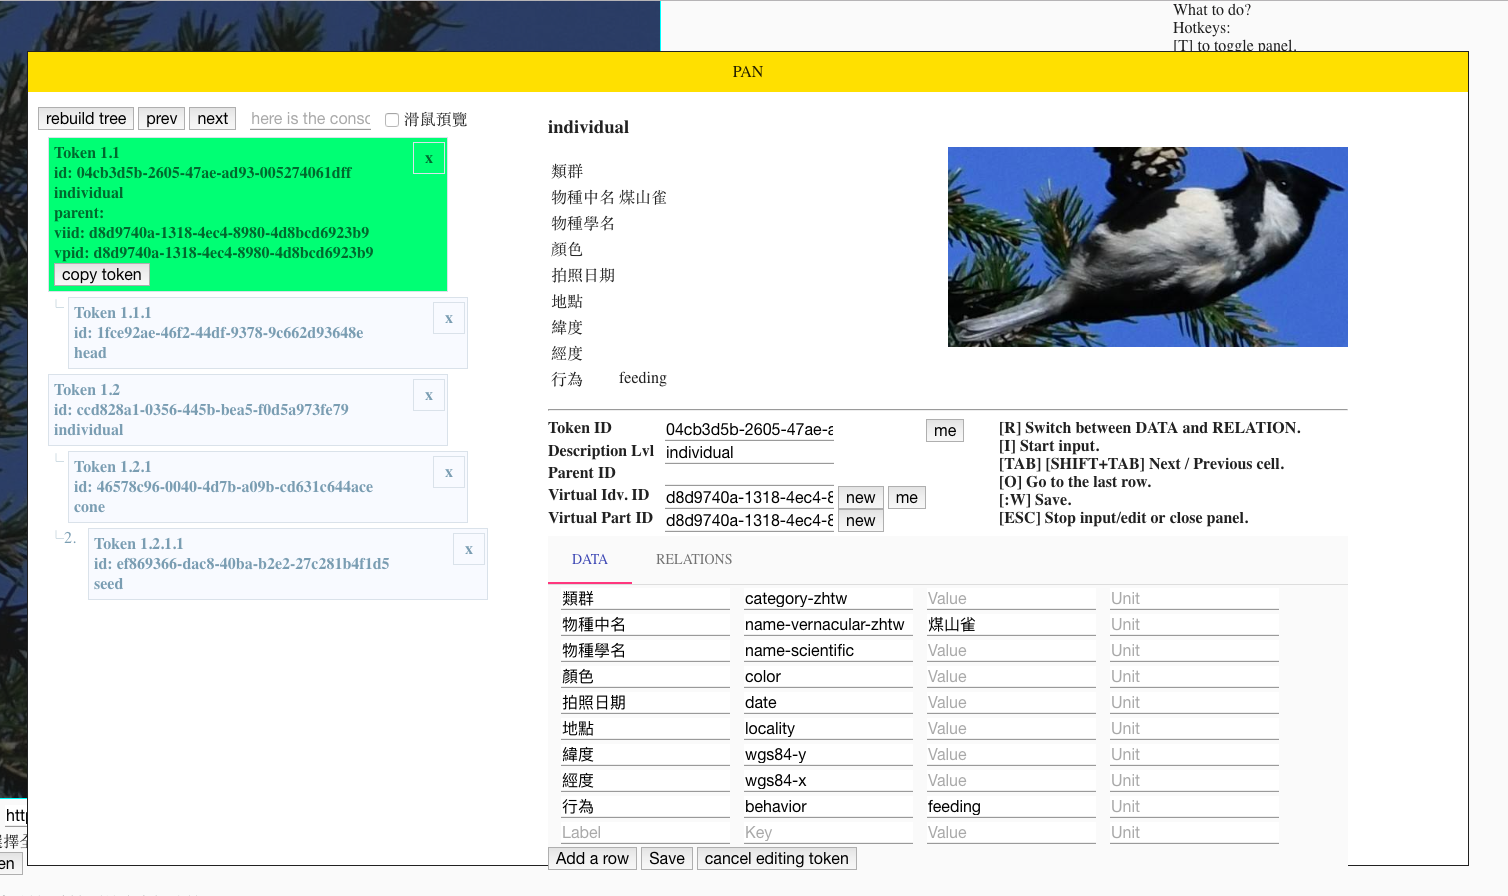 What to do?
Hotkeys:
[T] to toggle panel.
PAN
rebuild tree prev next here is the consc 滑鼠預覽
Token 1.1 x
id: 04cb3d5b-2605-47ae-ad93-005274061dff
individual
parent:
viid: d8d9740a-1318-4ec4-8980-4d8bcd6923b9
vpid: d8d9740a-1318-4ec4-8980-4d8bcd6923b9
copy token
Token 1.1.1 x
id: 1fce92ae-46f2-44df-9378-9c662d93648e
head
Token 1.2 x
id: ccd828a1-0356-445b-bea5-f0d5a973fe79
individual
Token 1.2.1 x
id: 46578c96-0040-4d7b-a09b-cd631c644ace
cone
2. Token 1.2.1.1 x
id: ef869366-dac8-40ba-b2e2-27c281b4f1d5
seed
individual
類群
物種中名 煤山雀
物種學名
顏色
拍照日期
地點
緯度
經度
行為 feeding
Token ID 04cb3d5b-2605-47ae-a me
Description Lvl individual
Parent ID
Virtual Idv. ID d8d9740a-1318-4ec4-8 new me
Virtual Part ID d8d9740a-1318-4ec4-8 new
[R] Switch between DATA and RELATION.
[I] Start input.
[TAB] [SHIFT+TAB] Next / Previous cell.
[O] Go to the last row.
[:W] Save.
[ESC] Stop input/edit or close panel.
DATA RELATIONS
類群 category-zhtw Value Unit
物種中名 name-vernacular-zhtw 煤山雀 Unit
物種學名 name-scientific Value Unit
顏色 color Value Unit
拍照日期 date Value Unit
地點 locality Value Unit
緯度 wgs84-y Value Unit
經度 wgs84-x Value Unit
行為 behavior feeding Unit
Label Key Value Unit
Add a row Save cancel editing token
htt
擇
en